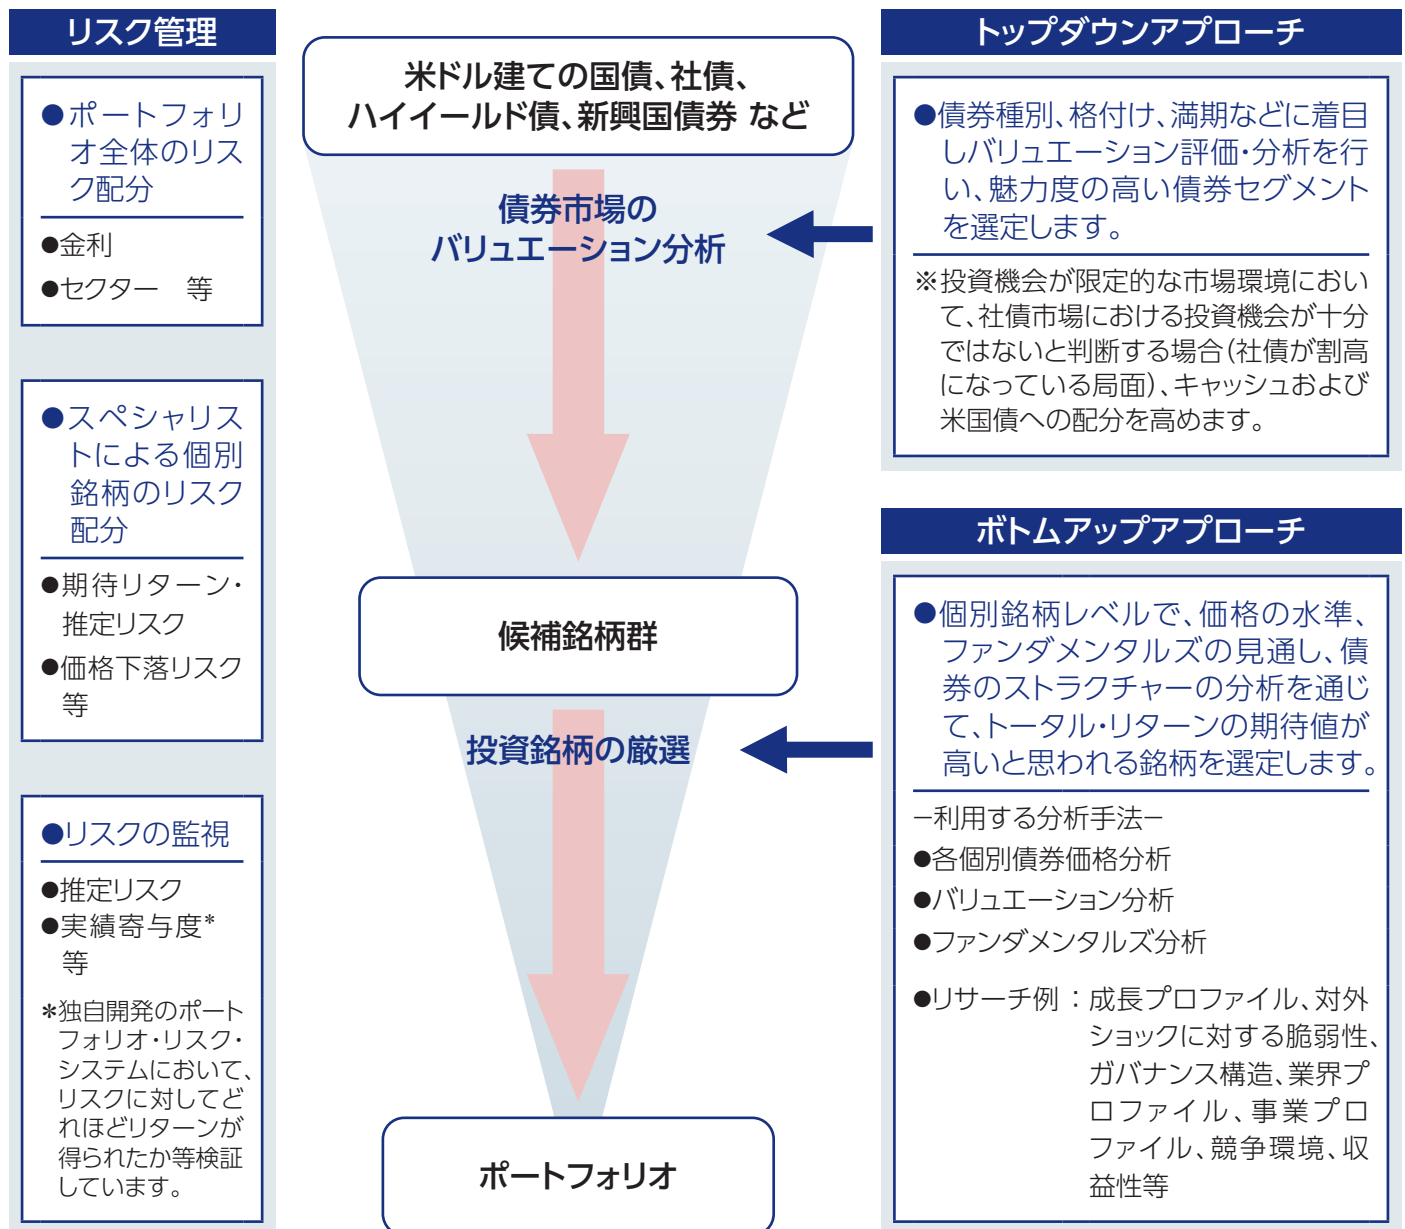 リスク管理
●ポートフォリ
オ全体のリス
ク配分
●金利
●セクター　等
●スペシャリス
トによる個別
銘柄のリスク
配分
●期待リターン・
推定リスク
●価格下落リスク
等
●リスクの監視
●推定リスク
●実績寄与度*
等
*独自開発のポート
フォリオ・リスク・
システムにおいて、
リスクに対してど
れほどリターンが
得られたか等検証
しています。
米ドル建ての国債、社債、
ハイイールド債、新興国債券 など
債券市場の
バリュエーション分析
候補銘柄群
投資銘柄の厳選
ポートフォリオ
トップダウンアプローチ
●債券種別、格付け、満期などに着目
しバリュエーション評価・分析を行
い、魅力度の高い債券セグメント
を選定します。
※投資機会が限定的な市場環境におい
て、社債市場における投資機会が十分
ではないと判断する場合（社債が割高
になっている局面）、キャッシュおよび
米国債への配分を高めます。
ボトムアップアプローチ
●個別銘柄レベルで、価格の水準、
ファンダメンタルズの見通し、債
券のストラクチャーの分析を通じ
て、トータル・リターンの期待値が
高いと思われる銘柄を選定します。
−利用する分析手法−
●各個別債券価格分析
●バリュエーション分析
●ファンダメンタルズ分析
●リサーチ例：成長プロファイル、対外
ショックに対する脆弱性、
ガバナンス構造、業界プ
ロファイル、事業プロ
ファイル、競争環境、収
益性等